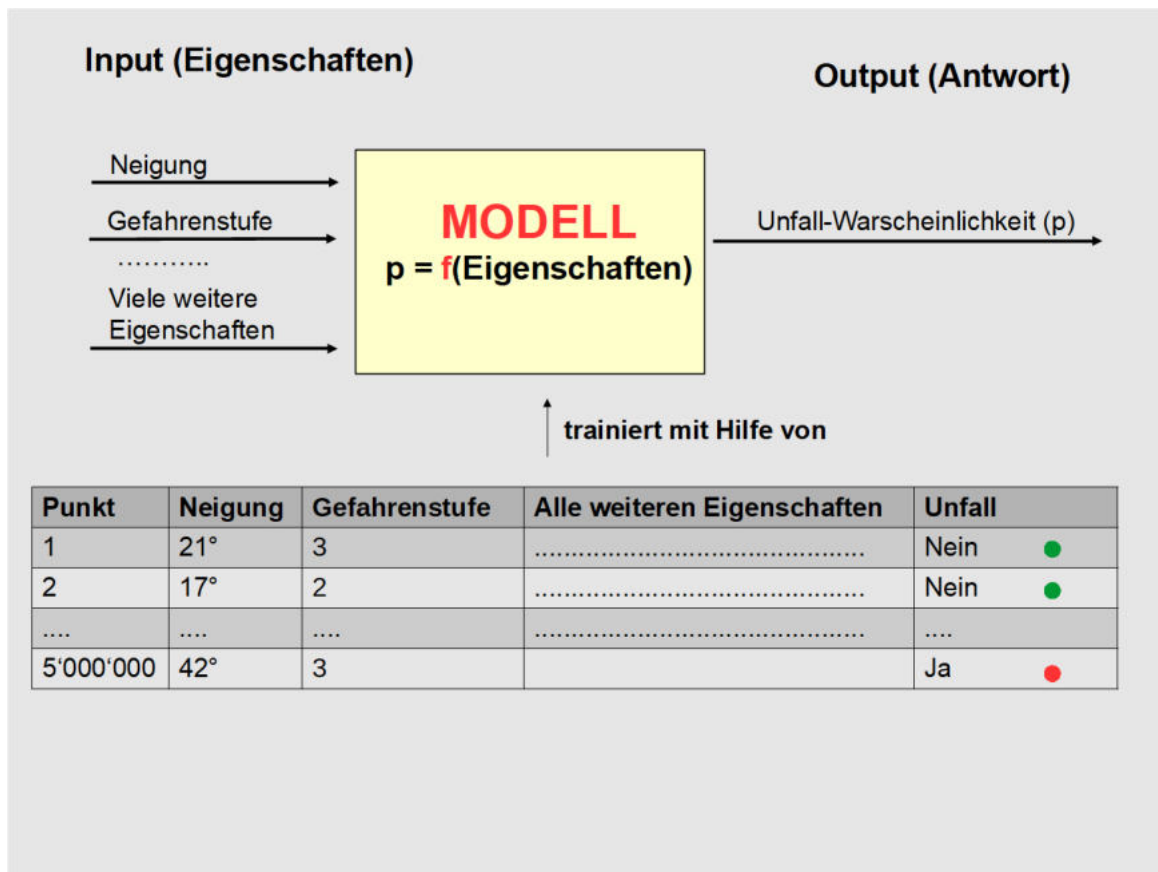 Input (Eigenschaften)
Output (Antwort)
Neigung
Gefahrenstufe
...........
Viele weitere
Eigenschaften
MODELL
p = f(Eigenschaften)
Unfall-Warscheinlichkeit (p)
trainiert mit Hilfe von
Punkt Neigung Gefahrenstufe Alle weiteren Eigenschaften Unfall
1 21° 3 ............................................. Nein
2 17° 2 ............................................. Nein
.... .... .... ............................................. ....
5‘000‘000 42° 3 Ja